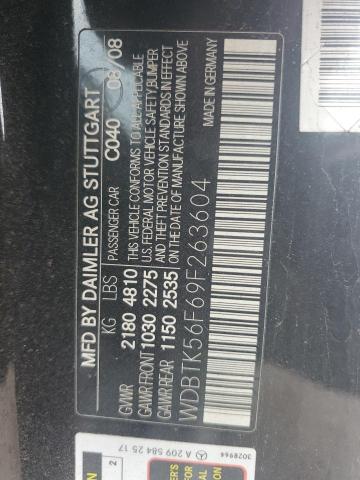 MFD BY DAIMLER AG STUTTGART
C040 08/08
KG LBS PASSENGER CAR
GVWR 2180 4810 THIS VEHICLE CONFORMS TO ALL APPLICABLE
GAWR FRONT 1030 2275 U.S. FEDERAL MOTOR VEHICLE SAFETY,BUMPER
GAWR REAR 1150 2535 AND THEFT PREVENTION STANDARDS IN EFFECT
ON THE DATE OF MANUFACTURE SHOWN ABOVE
WDBTK56F69F263604
MADE IN GERMANY
3028964
A 209 584 25 17
2